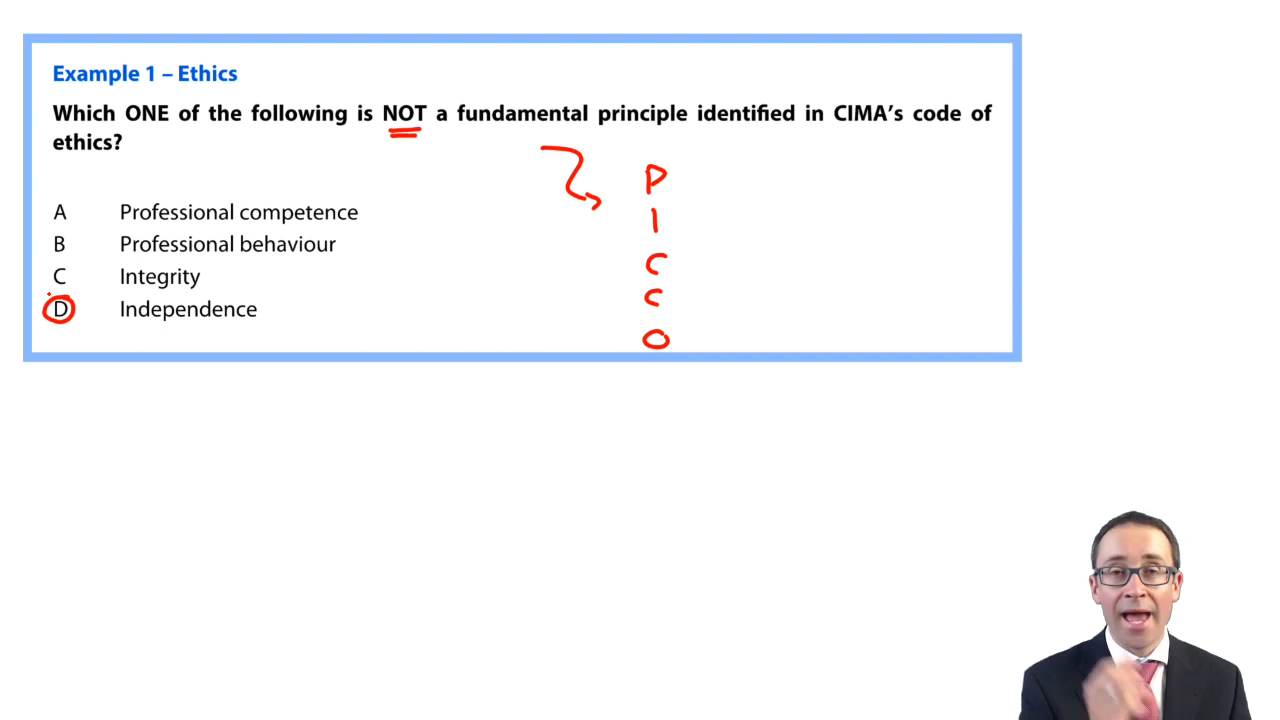 Example 1 – Ethics
Which ONE of the following is NOT a fundamental principle identified in CIMA's code of
ethics?
A Professional competence
B Professional behaviour
C Integrity
D Independence
P
I
C
C
O